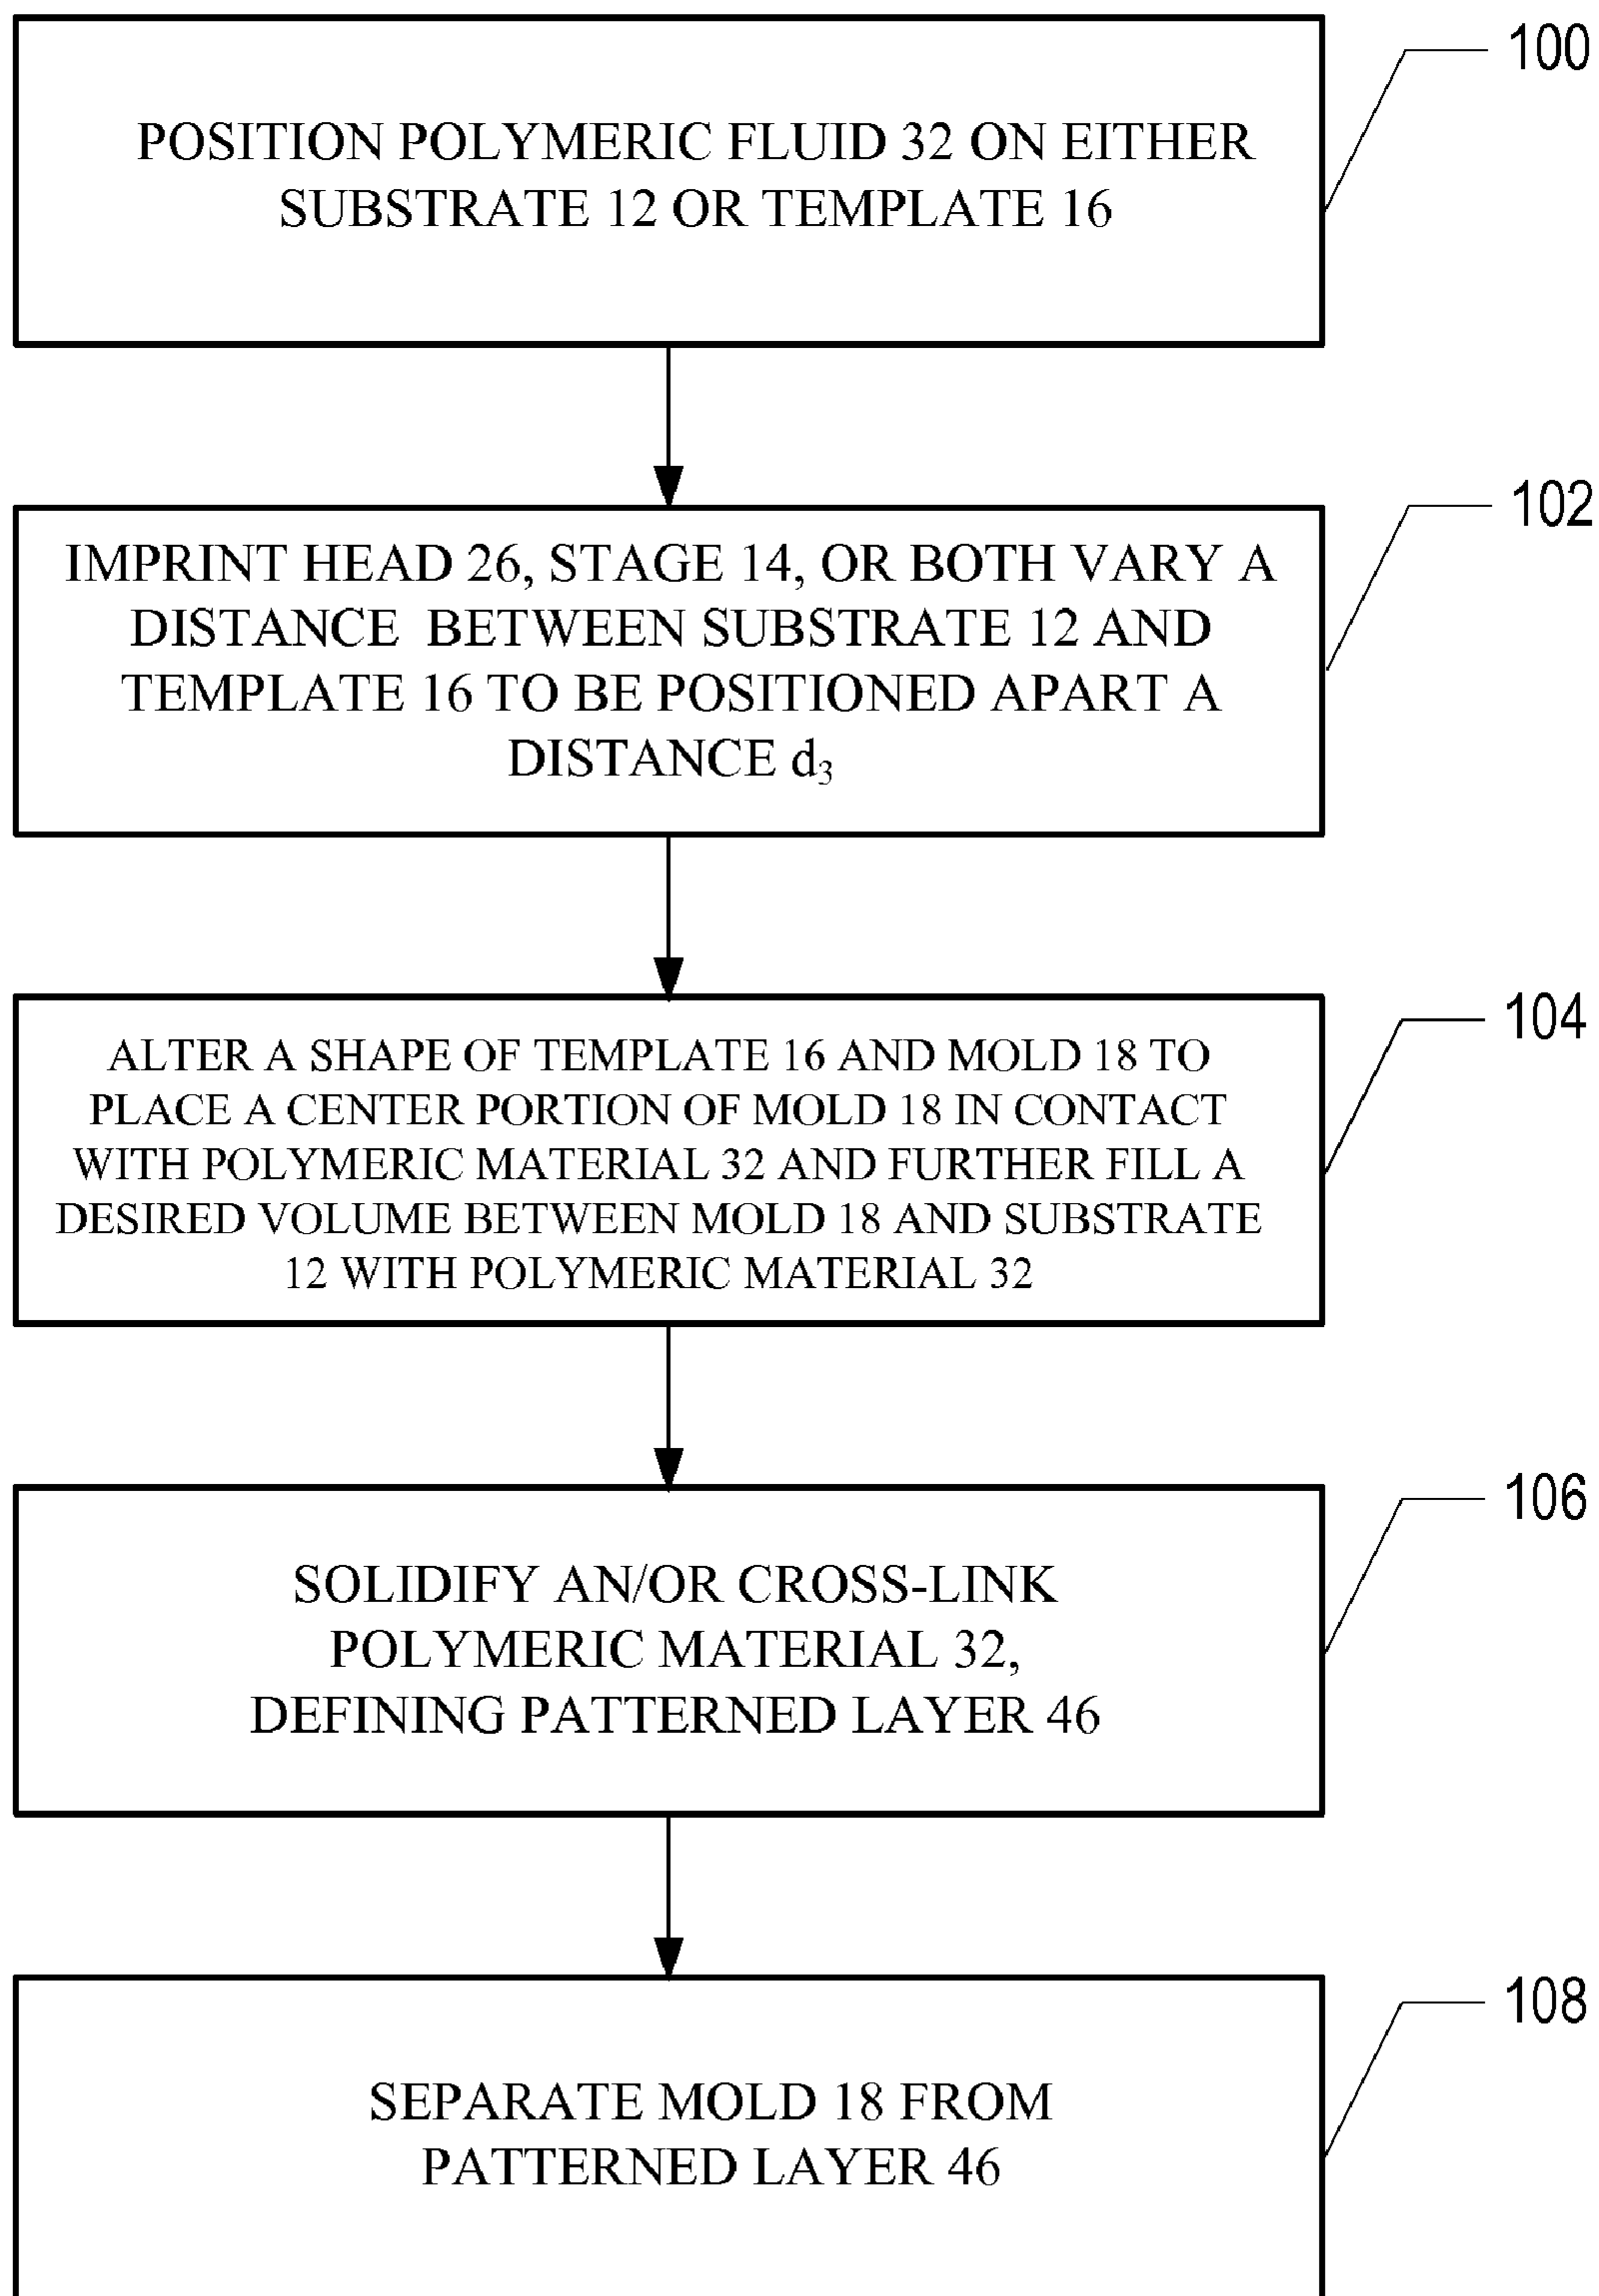 100
POSITION POLYMERIC FLUID 32 ON EITHER
SUBSTRATE 12 OR TEMPLATE 16
102
IMPRINT HEAD 26, STAGE 14, OR BOTH VARY A
DISTANCE BETWEEN SUBSTRATE 12 AND
TEMPLATE 16 TO BE POSITIONED APART A
DISTANCE d₃
104
ALTER A SHAPE OF TEMPLATE 16 AND MOLD 18 TO
PLACE A CENTER PORTION OF MOLD 18 IN CONTACT
WITH POLYMERIC MATERIAL 32 AND FURTHER FILL A
DESIRED VOLUME BETWEEN MOLD 18 AND SUBSTRATE
12 WITH POLYMERIC MATERIAL 32
106
SOLIDIFY AN/OR CROSS-LINK
POLYMERIC MATERIAL 32,
DEFINING PATTERNED LAYER 46
108
SEPARATE MOLD 18 FROM
PATTERNED LAYER 46